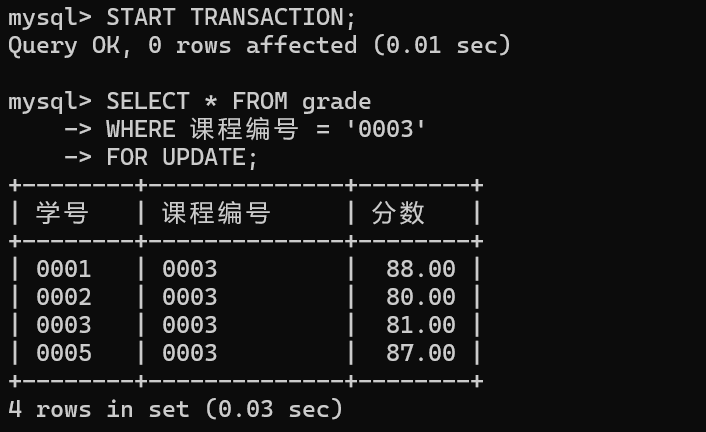 mysql> START TRANSACTION;
Query OK, 0 rows affected (0.01 sec)
mysql> SELECT * FROM grade
    -> WHERE 课程编号 = '0003'
    -> FOR UPDATE;
+--------+--------------+--------+
| 学号   | 课程编号     | 分数   |
+--------+--------------+--------+
| 0001   | 0003         |  88.00 |
| 0002   | 0003         |  80.00 |
| 0003   | 0003         |  81.00 |
| 0005   | 0003         |  87.00 |
+--------+--------------+--------+
4 rows in set (0.03 sec)